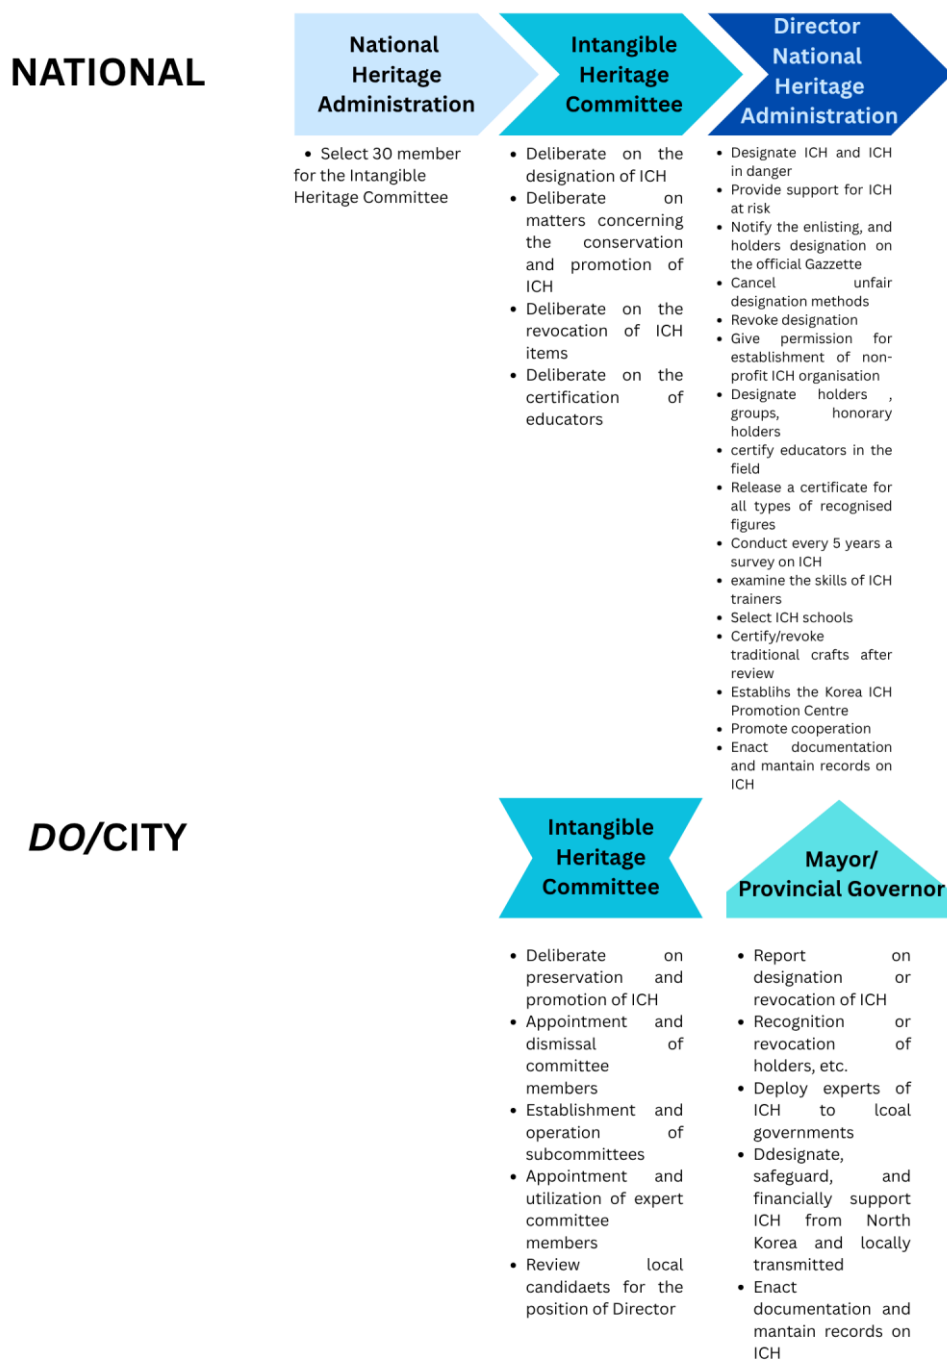 NATIONAL
National
Heritage
Administration
Intangible
Heritage
Committee
Director
National
Heritage
Administration
• Select 30 member
for the Intangible
Heritage Committee
• Deliberate on the
designation of ICH
• Deliberate on
matters concerning
the conservation
and promotion of
ICH
• Deliberate on the
revocation of ICH
items
• Deliberate on the
certification of
educators
• Designate ICH and ICH
in danger
• Provide support for ICH
at risk
• Notify the enlisting, and
holders designation on
the official Gazzette
• Cancel unfair
designation methods
• Revoke designation
• Give permission for
establishment of non-
profit ICH organisation
• Designate holders ,
groups, honorary
holders
• certify educators in the
field
• Release a certificate for
all types of recognised
figures
• Conduct every 5 years a
survey on ICH
• examine the skills of ICH
trainers
• Select ICH schools
• Certify/revoke
traditional crafts after
review
• Establihs the Korea ICH
Promotion Centre
• Promote cooperation
• Enact documentation
and mantain records on
ICH
DO/CITY
Intangible
Heritage
Committee
Mayor/
Provincial Governor
• Deliberate on
preservation and
promotion of ICH
• Appointment and
dismissal of
committee
members
• Establishment and
operation of
subcommittees
• Appointment and
utilization of expert
committee
members
• Review local
candidaets for the
position of Director
• Report on
designation or
revocation of ICH
• Recognition or
revocation of
holders, etc.
• Deploy experts of
ICH to lcoal
governments
• Ddesignate,
safeguard, and
financially support
ICH from North
Korea and locally
transmitted
• Enact
documentation and
mantain records on
ICH